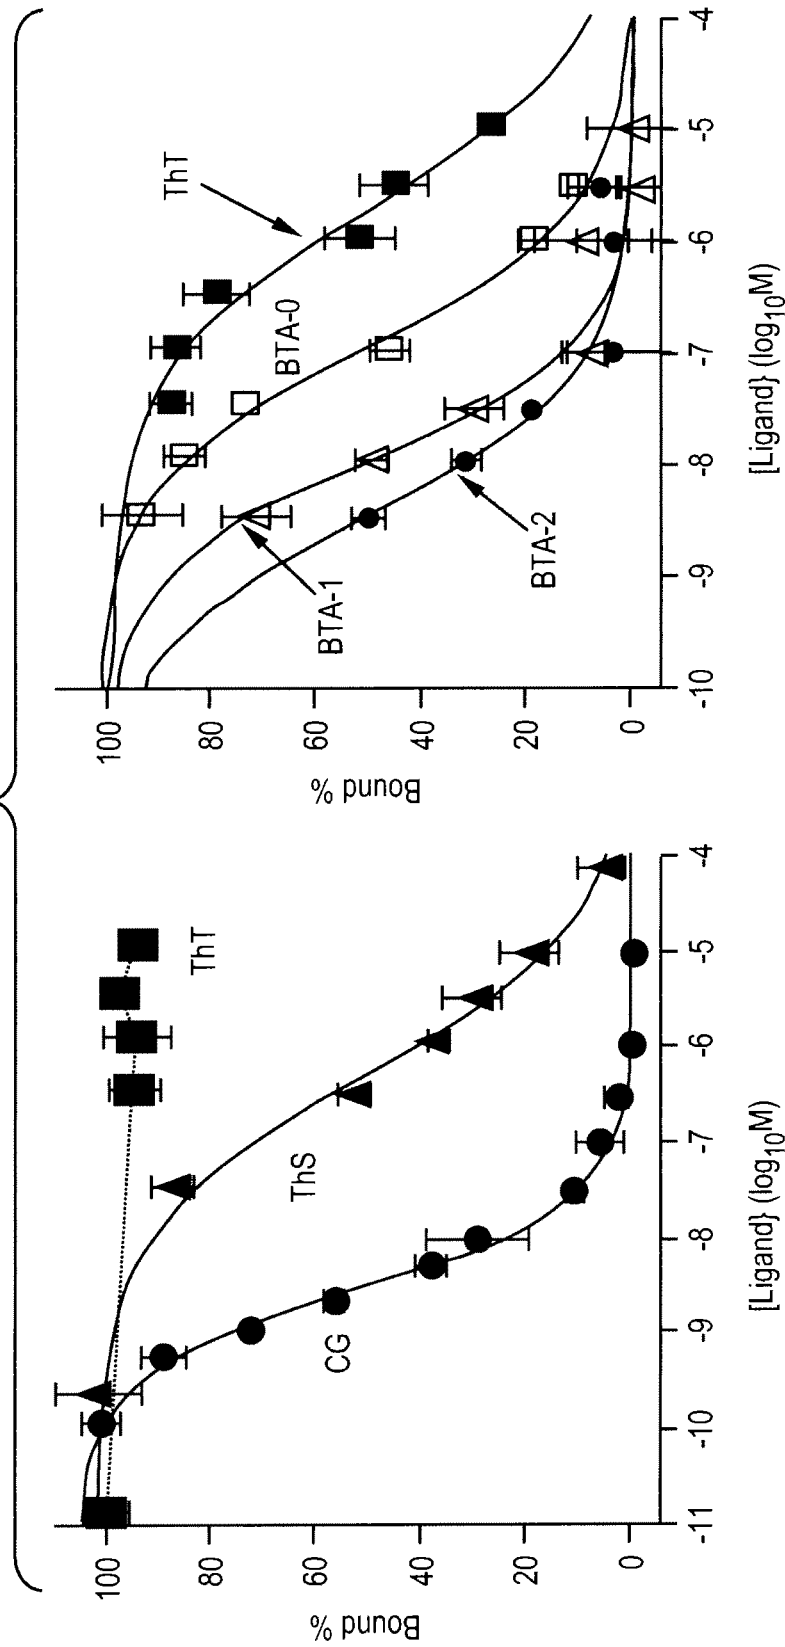 Bound %
100
80
60
40
20
0
ThT
ThS
CG
-11 -10 -9 -8 -7 -6 -5 -4
[Ligand} (log₁₀M)
Bound %
100
80
60
40
20
0
ThT
BTA-0
BTA-1
BTA-2
-10 -9 -8 -7 -6 -5 -4
[Ligand} (log₁₀M)